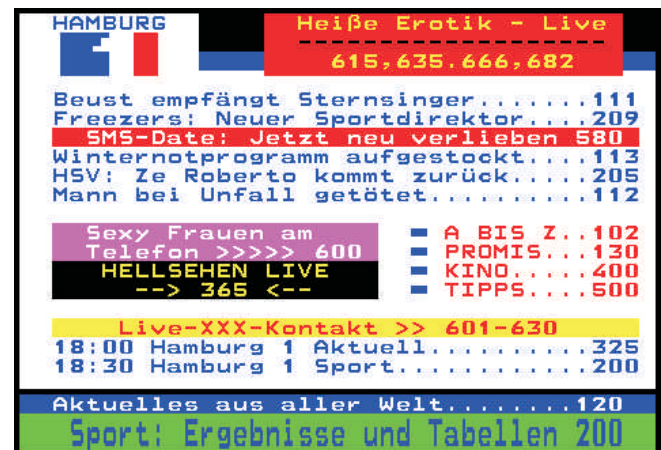 HAMBURG
1
Heiße Erotik - Live
--------------------
615,635.666,682
Beust empfängt Sternsinger.......111
Freezers: Neuer Sportdirektor....209
SMS-Date: Jetzt neu verlieben 580
Winternotprogramm aufgestockt....113
HSV: Ze Roberto kommt zurück.....205
Mann bei Unfall getötet..........112
Sexy Frauen am
Telefon >>>>> 600
HELLSEHEN LIVE
--> 365 <--
A BIS Z..102
PROMIS...130
KINO.....400
TIPPS....500
Live-XXX-Kontakt >> 601-630
18:00 Hamburg 1 Aktuell..........325
18:30 Hamburg 1 Sport............200
Aktuelles aus aller Welt........120
Sport: Ergebnisse und Tabellen 200